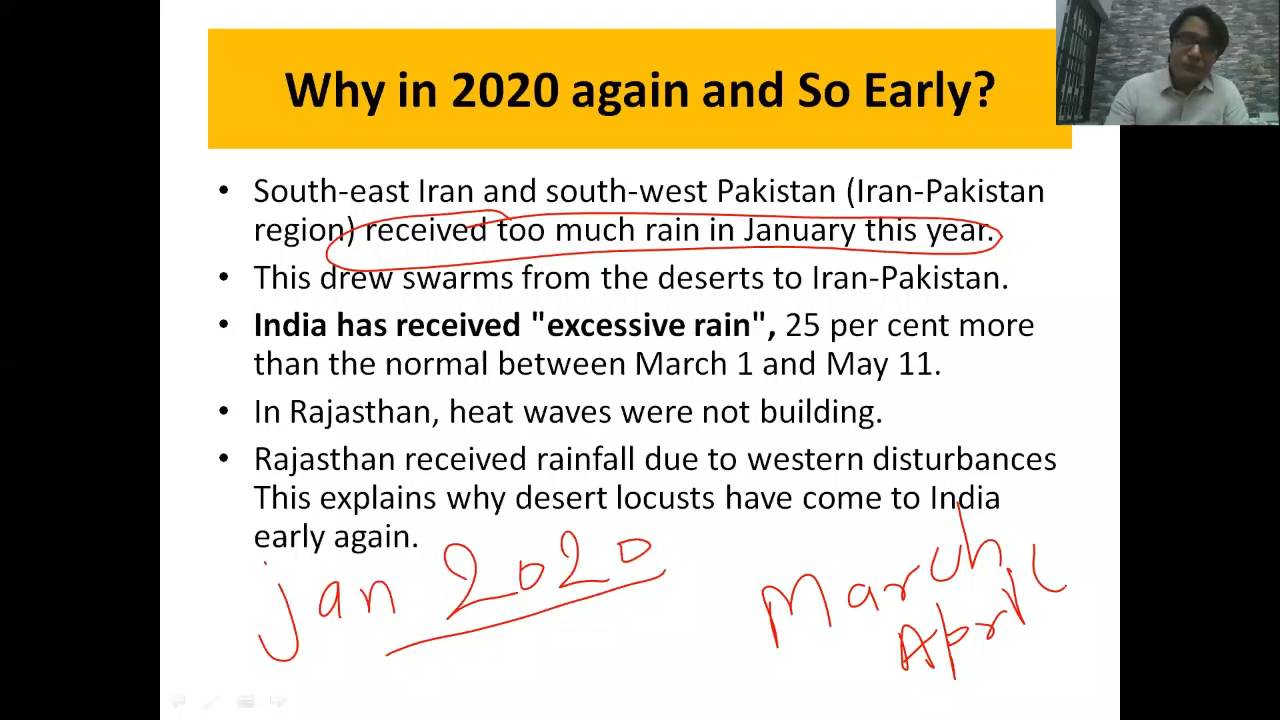 Why in 2020 again and So Early?
• South-east Iran and south-west Pakistan (Iran-Pakistan
region) received too much rain in January this year.
• This drew swarms from the deserts to Iran-Pakistan.
• India has received "excessive rain", 25 per cent more
than the normal between March 1 and May 11.
• In Rajasthan, heat waves were not building.
• Rajasthan received rainfall due to western disturbances
This explains why desert locusts have come to India
early again.
jan 2020
March
April